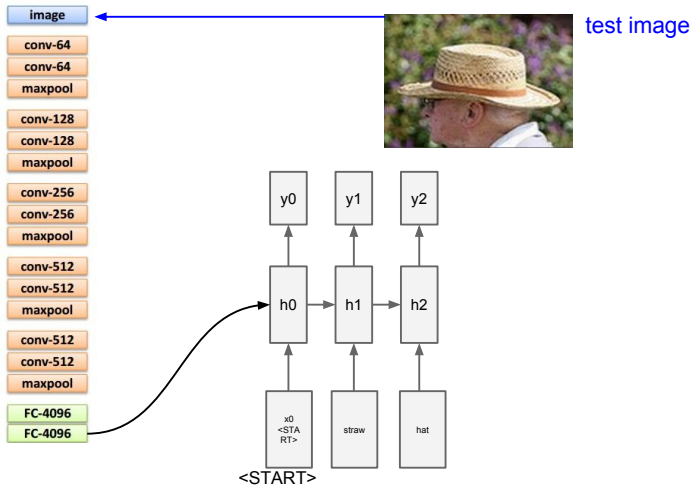 image
test image
conv-64
conv-64
maxpool
conv-128
conv-128
maxpool
conv-256
conv-256
maxpool
conv-512
conv-512
maxpool
conv-512
conv-512
maxpool
FC-4096
FC-4096
y0 y1 y2
h0 h1 h2
x0
<STA
RT>
straw
hat
<START>